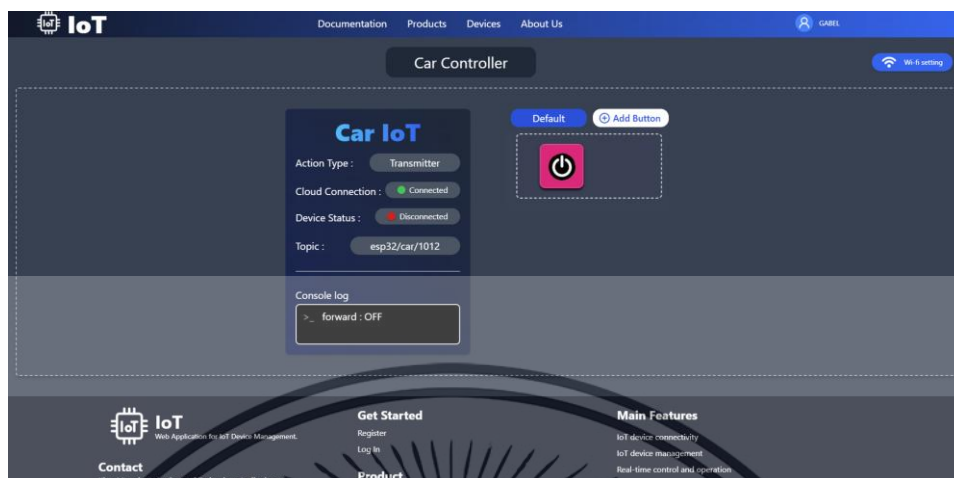 IoT IoT Documentation Products Devices About Us GABEL
Car Controller
Wi-fi setting
Car IoT
Action Type : Transmitter
Cloud Connection : Connected
Device Status : Disconnected
Topic : esp32/car/1012
Console log
>_ forward : OFF
Default Add Button
IoT IoT
Web Application for IoT Device Management.
Contact
Get Started
Register
Log In
Product
Main Features
IoT device connectivity
IoT device management
Real-time control and operation